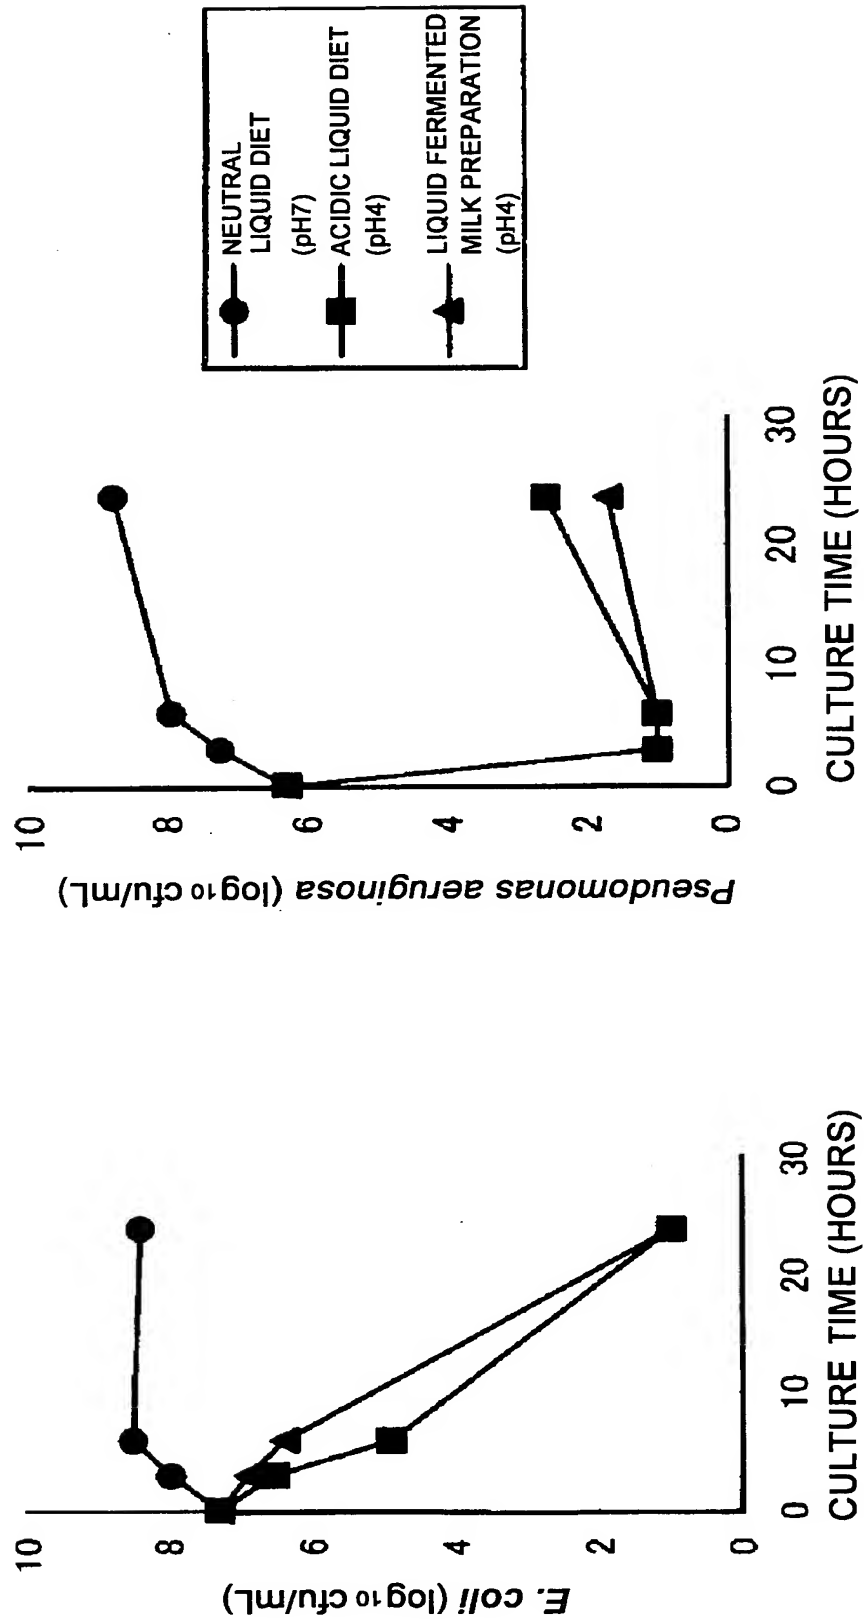 E. coli (log10 cfu/mL)
10
8
6
4
2
0
0 10 20 30
CULTURE TIME (HOURS)
Pseudomonas aeruginosa (log10 cfu/mL)
10
8
6
4
2
0
0 10 20 30
CULTURE TIME (HOURS)
NEUTRAL
LIQUID DIET
(pH7)
ACIDIC LIQUID DIET
(pH4)
LIQUID FERMENTED
MILK PREPARATION
(pH4)